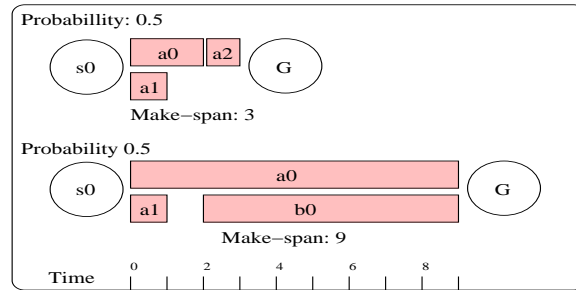 Probabillity: 0.5
s0 a0 a2 G
a1
Make-span: 3
Probability 0.5
s0 a0 G
a1 b0
Make-span: 9
Time 0 2 4 6 8